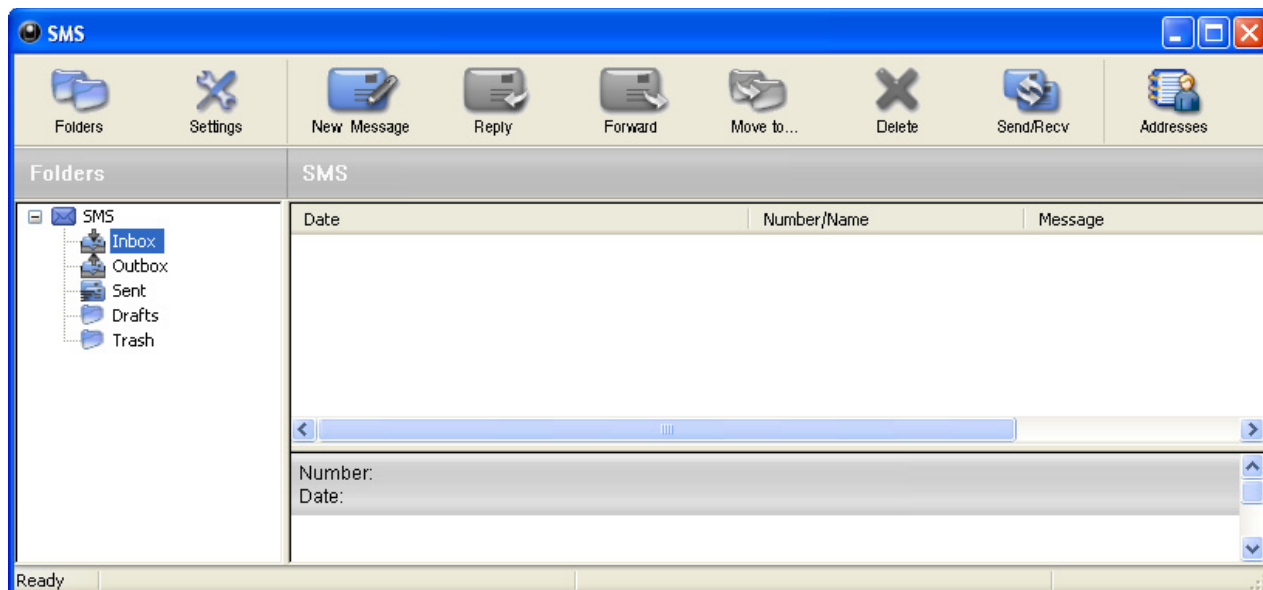 SMS
Folders Settings New Message Reply Forward Move to... Delete Send/Recv Addresses
Folders SMS
SMS
Inbox
Outbox
Sent
Drafts
Trash
Date Number/Name Message
Number:
Date:
Ready